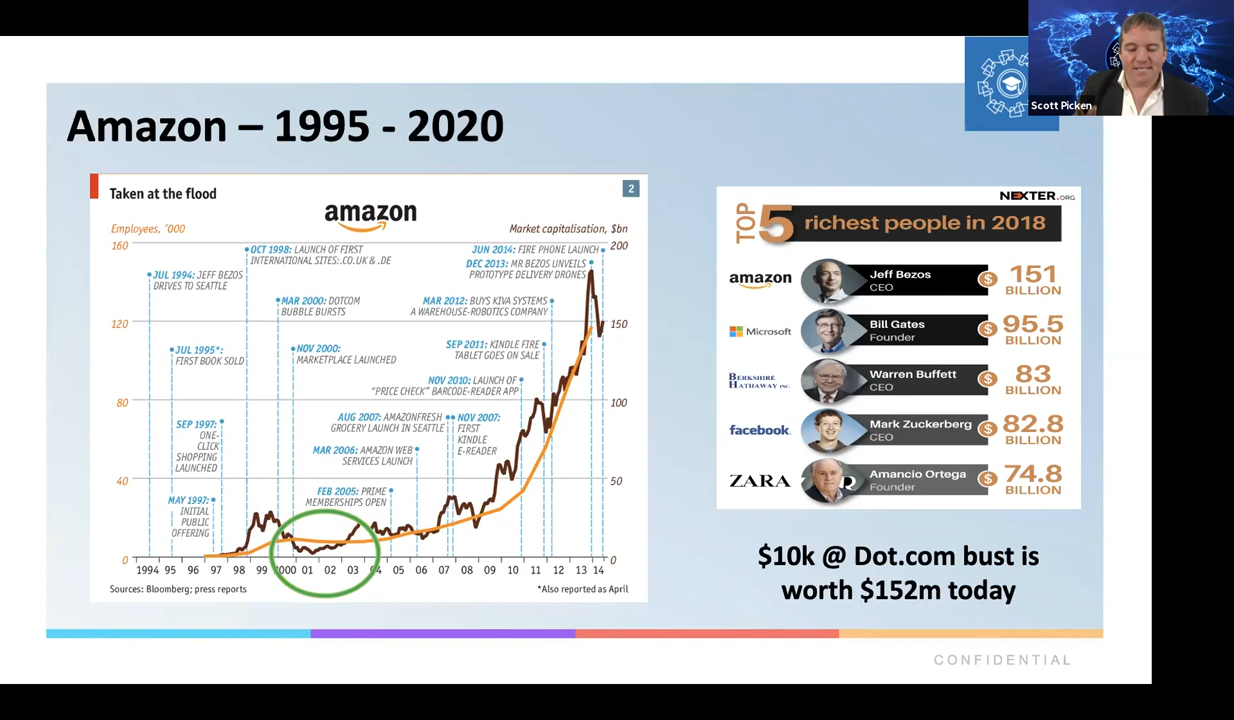 Scott Picken
Amazon – 1995 - 2020
Taken at the flood
2
amazon
Employees, ’000
Market capitalisation, $bn
160
120
80
40
0
200
150
100
50
0
JUL 1994: JEFF BEZOS
DRIVES TO SEATTLE
JUL 1995*:
FIRST BOOK SOLD
SEP 1997:
ONE-
CLICK
SHOPPING
LAUNCHED
MAY 1997:
INITIAL
PUBLIC
OFFERING
OCT 1998: LAUNCH OF FIRST
INTERNATIONAL SITES:.CO.UK & .DE
MAR 2000: DOTCOM
BUBBLE BURSTS
NOV 2000:
MARKETPLACE LAUNCHED
FEB 2005: PRIME
MEMBERSHIPS OPEN
MAR 2006: AMAZON WEB
SERVICES LAUNCH
AUG 2007: AMAZONFRESH
GROCERY LAUNCH IN SEATTLE
NOV 2007:
FIRST
KINDLE
E-READER
NOV 2010: LAUNCH OF
“PRICE CHECK” BARCODE-READER APP
SEP 2011: KINDLE FIRE
TABLET GOES ON SALE
MAR 2012: BUYS KIVA SYSTEMS
A WAREHOUSE-ROBOTICS COMPANY
DEC 2013: MR BEZOS UNVEILS
PROTOTYPE DELIVERY DRONES
JUN 2014: FIRE PHONE LAUNCH
1994 95 96 97 98 99 2000 01 02 03 04 05 06 07 08 09 10 11 12 13 14
Sources: Bloomberg; press reports
*Also reported as April
NEXTER.ORG
TOP 5 richest people in 2018
amazon
Jeff Bezos
CEO
$ 151
BILLION
Microsoft
Bill Gates
Founder
$ 95.5
BILLION
BERKSHIRE
HATHAWAY INC.
Warren Buffett
CEO
$ 83
BILLION
facebook
Mark Zuckerberg
CEO
$ 82.8
BILLION
ZARA
Amancio Ortega
Founder
$ 74.8
BILLION
$10k @ Dot.com bust is
worth $152m today
CONFIDENTIAL